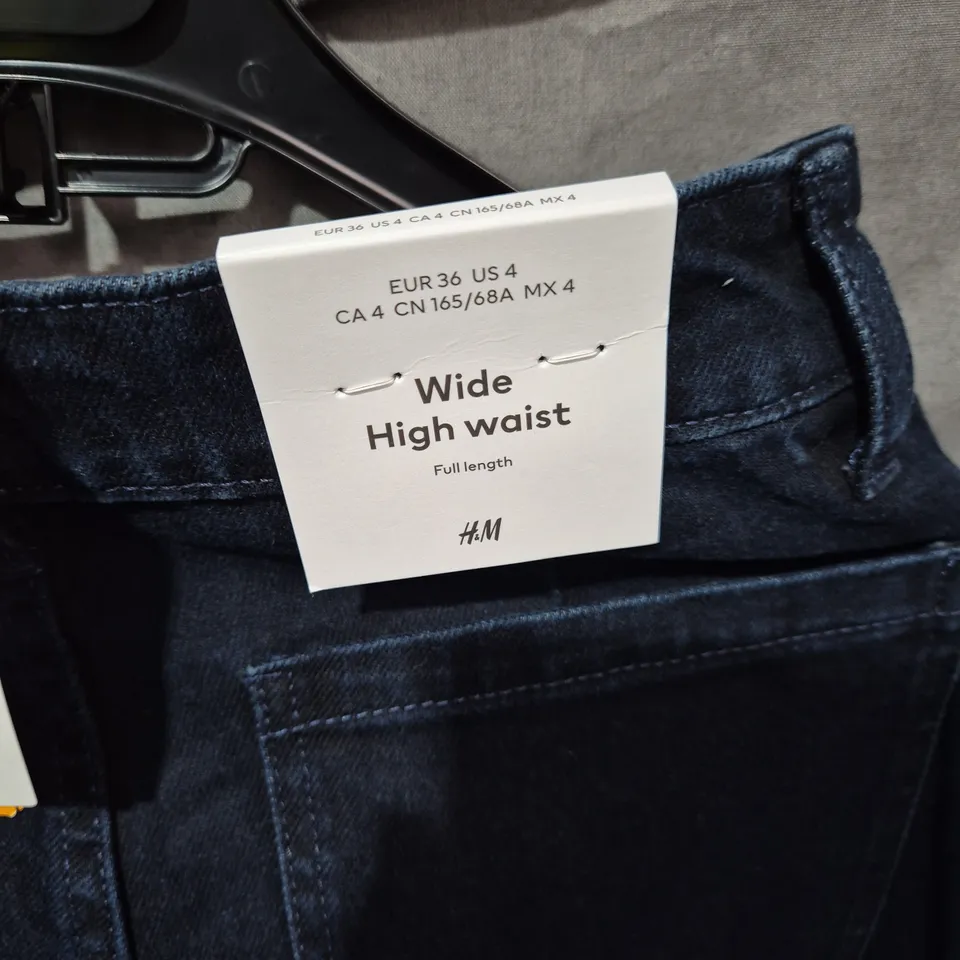 EUR 36 US 4 CA 4 CN 165/68A MX 4
EUR 36 US 4
CA 4 CN 165/68A MX 4
Wide
High waist
Full length
H&M